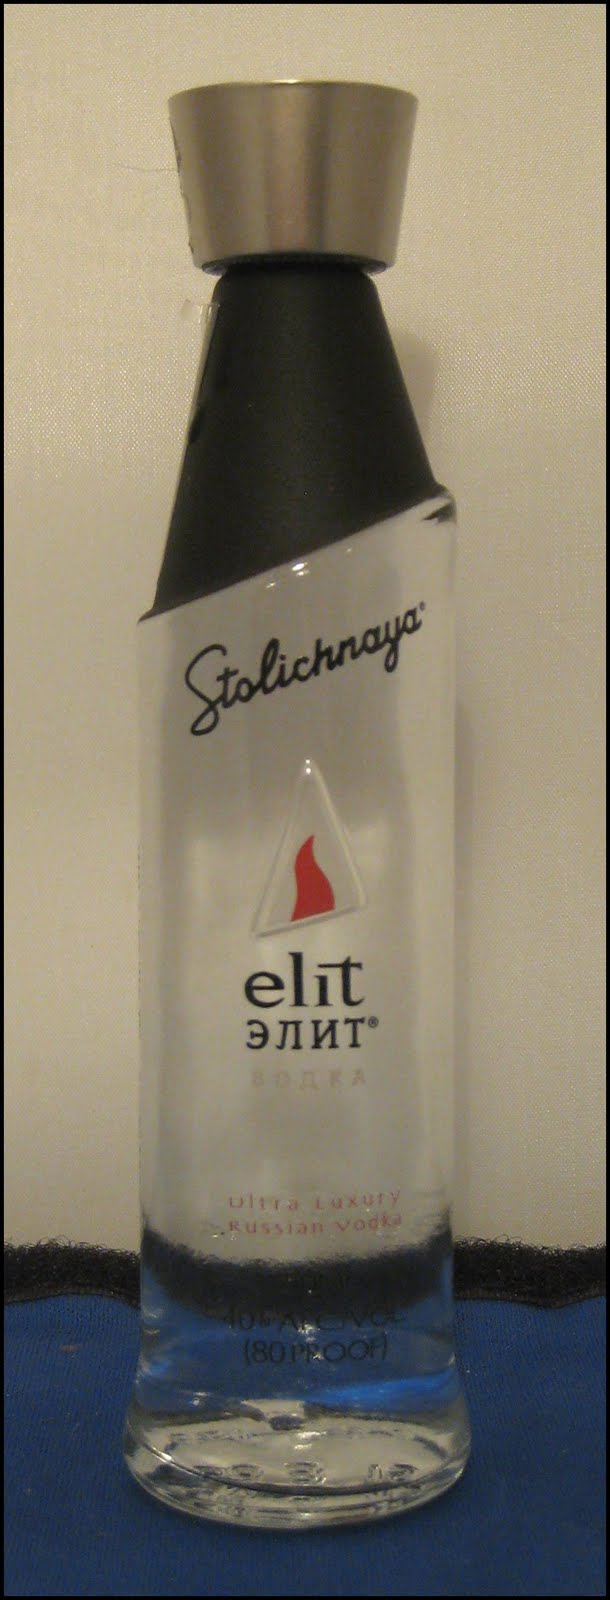 Stolichnaya®
elit
ЭЛИТ®
ВОДКА
Ultra Luxury
Russian Vodka
40% ALC/VOL
(80 PROOF)